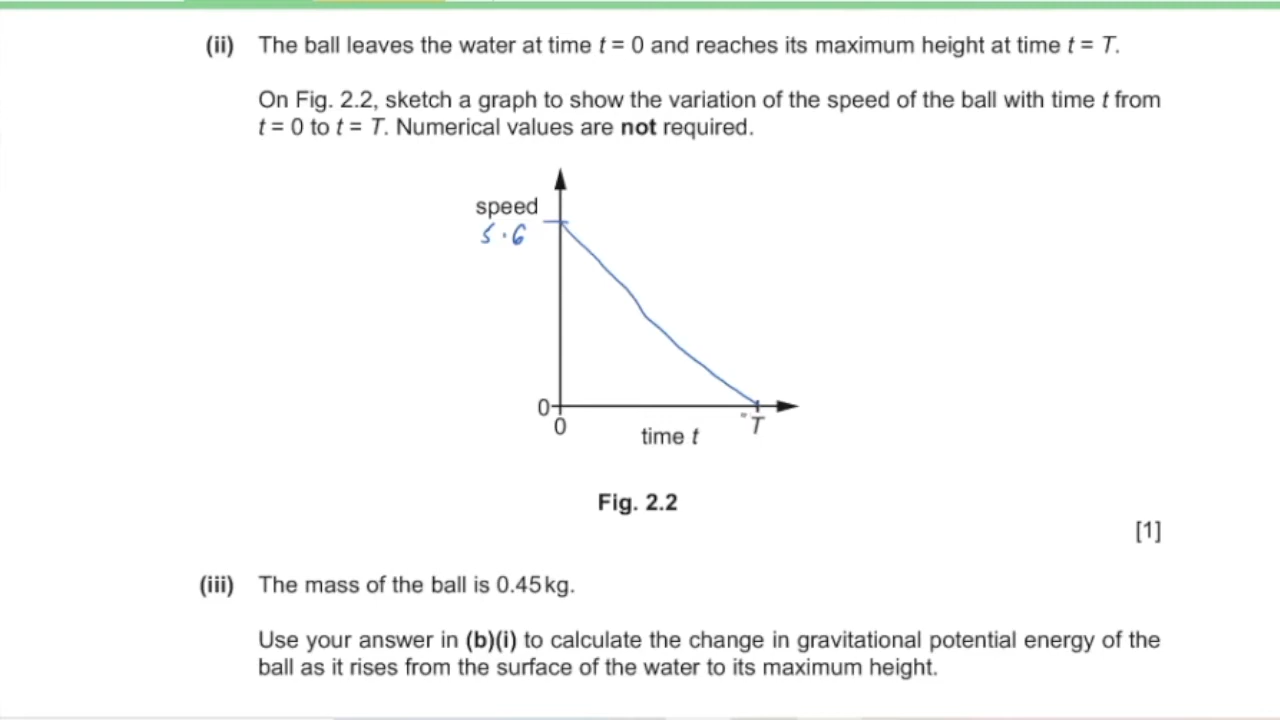 (ii) The ball leaves the water at time t = 0 and reaches its maximum height at time t = T.
On Fig. 2.2, sketch a graph to show the variation of the speed of the ball with time t from
t = 0 to t = T. Numerical values are not required.
speed
5.6
0
0
time t
T
Fig. 2.2
[1]
(iii) The mass of the ball is 0.45 kg.
Use your answer in (b)(i) to calculate the change in gravitational potential energy of the
ball as it rises from the surface of the water to its maximum height.